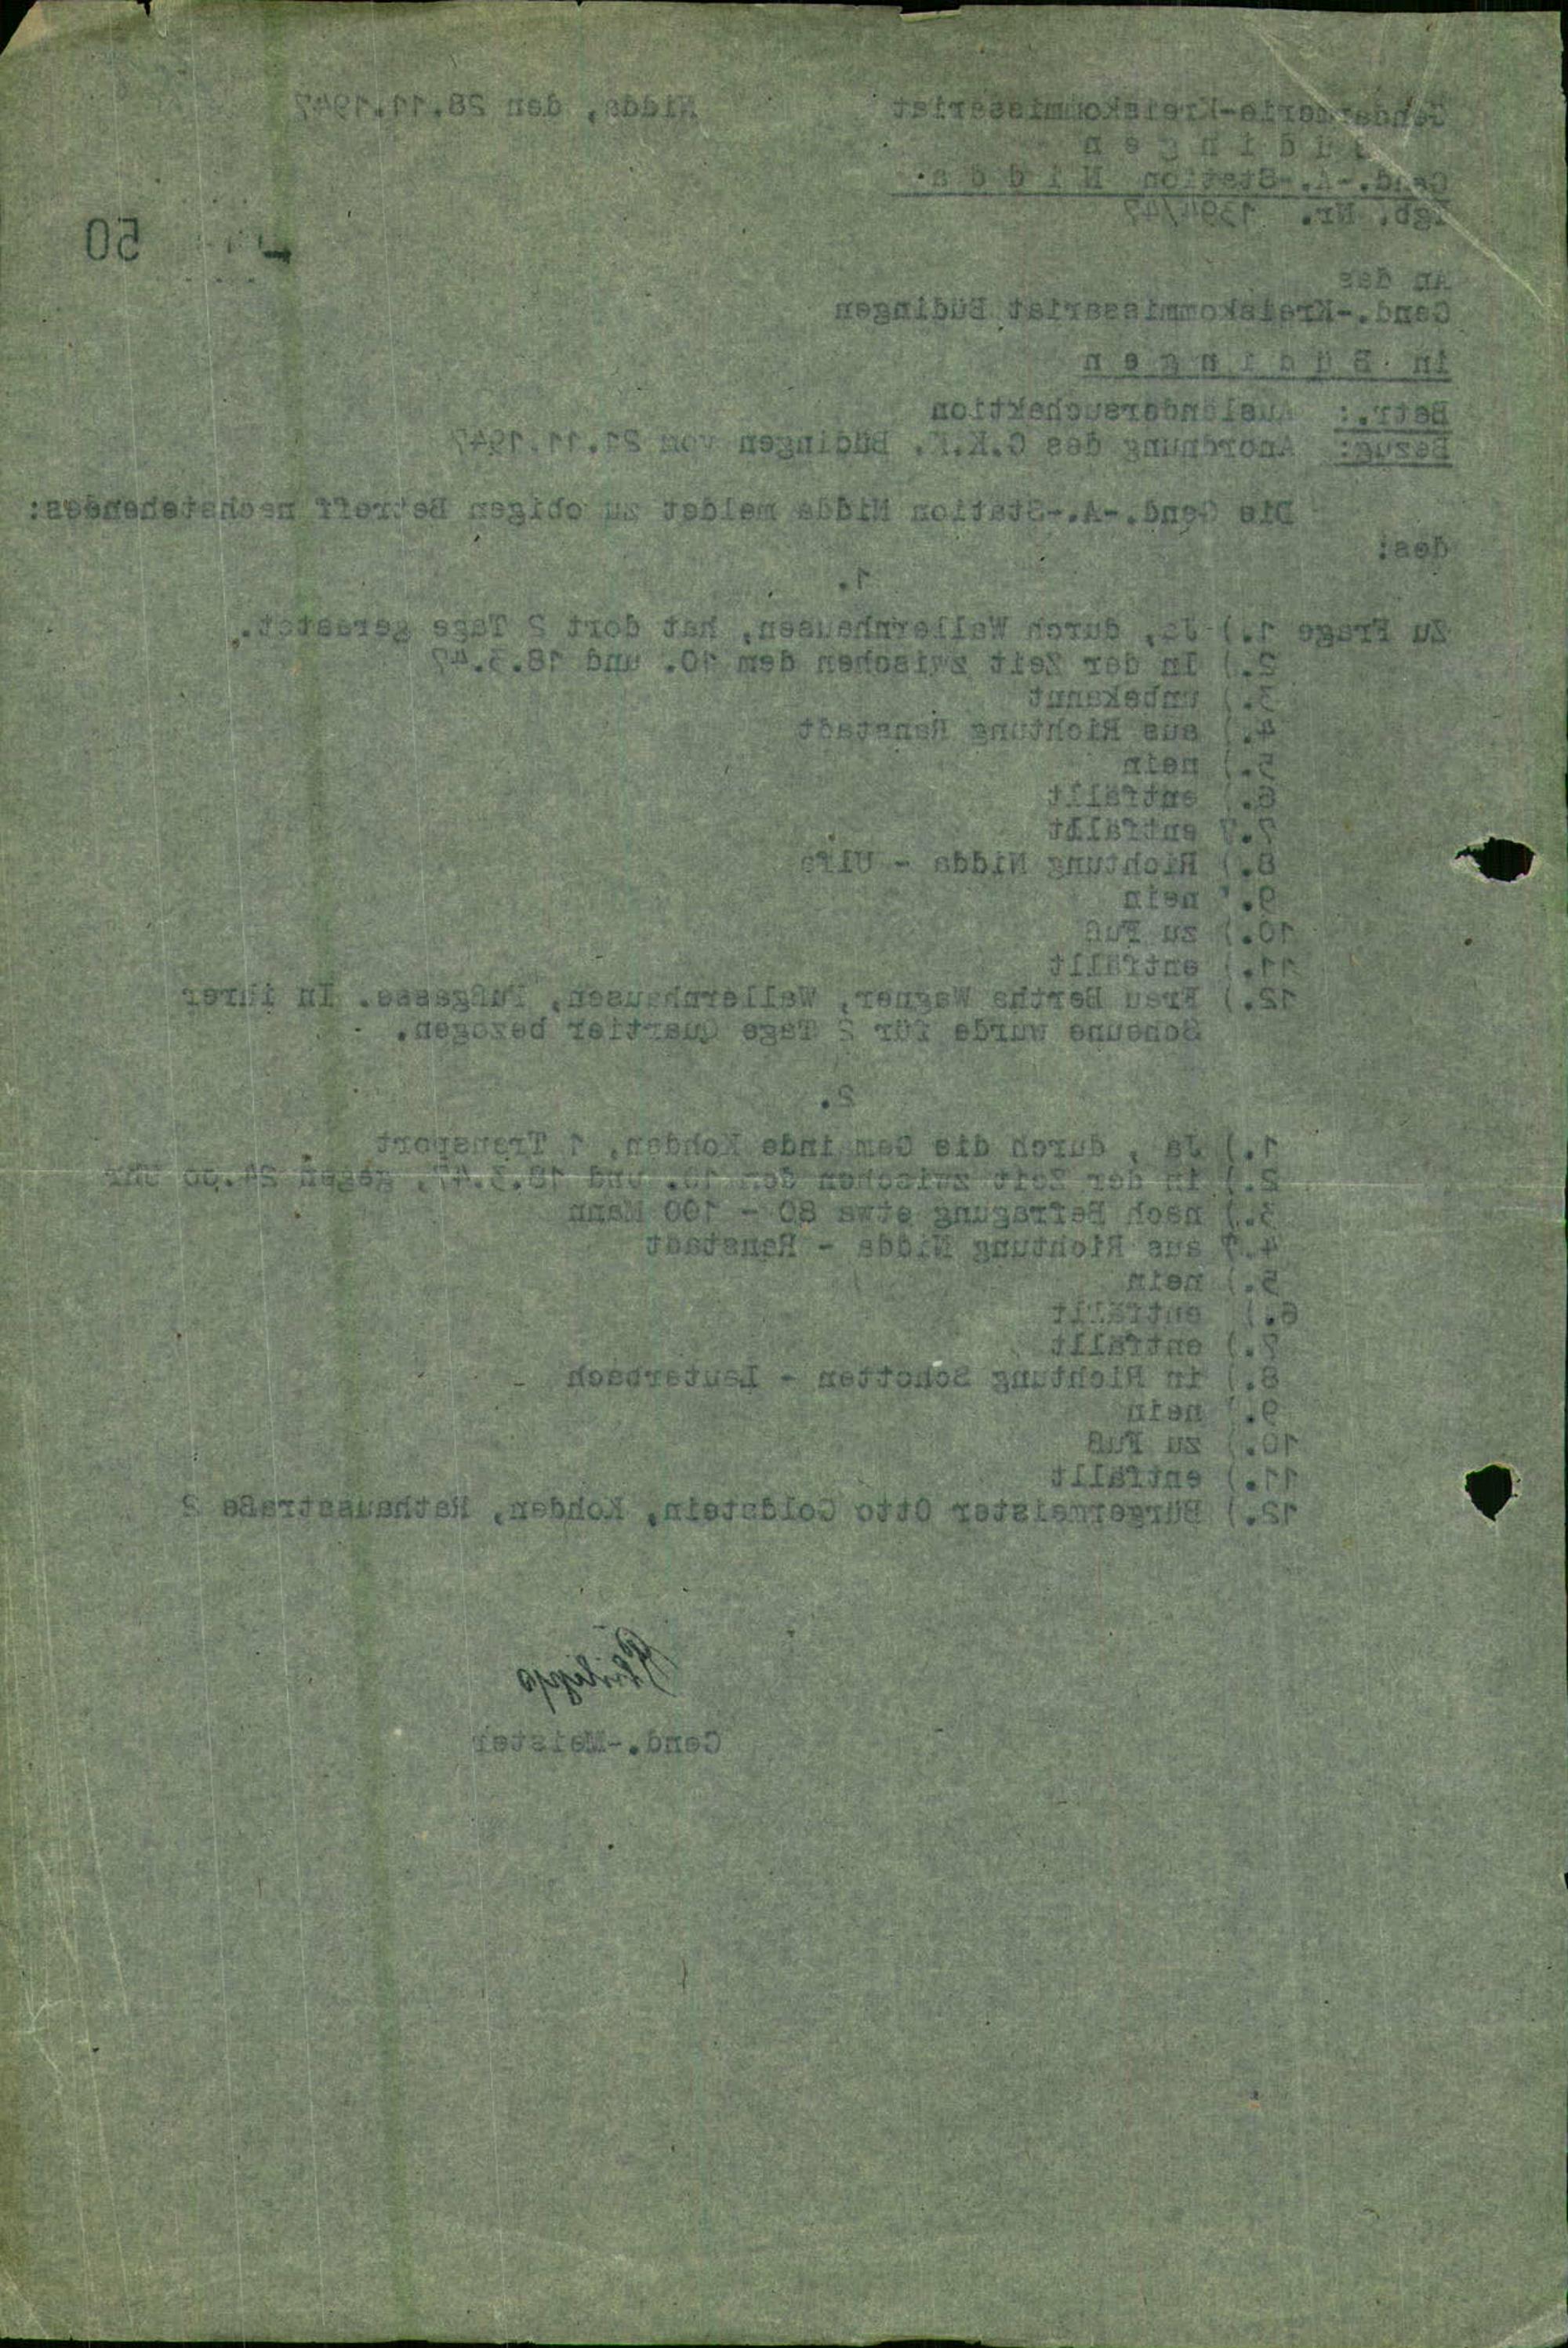 Gendarmerie-Kreiskommissariat Nidda, den 28.11.1947
B ü d i n g e n
Gend.-A.-Station N i d d a.
Tgb. Nr. 1394/47
50
An das
Gend.-Kreiskommissariat Büdingen
in B ü d i n g e n
Betr.: Ausländersuchaktion
Bezug: Anordnung des G.K.K. Büdingen vom 21.11.1947
Die Gend.-A.-Station Nidda meldet zu obigen Betreff nachstehendes:
des:
1.
Zu Frage 1.) Ja, durch Wallernhausen, hat dort 2 Tage gerastet.
2.) In der Zeit zwischen dem 10. und 18.3.47
3.) unbekannt
4.) aus Richtung Ranstadt
5.) nein
6.) entfällt
7.) entfällt
8.) Richtung Nidda - Ulfa
9.) nein
10.) zu Fuß
11.) entfällt
12.) Frau Bertha Wagner, Wallernhausen, Fußgasse. In ihrer
Scheune wurde für 2 Tage Quartier bezogen.
2.
1.) Ja , durch die Gemeinde Kohden, 1 Transport
2.) in der Zeit zwischen dem 10. und 18.3.47, gegen 24.oo Uhr
3.) nach Befragung etwa 80 - 100 Mann
4.) aus Richtung Nidda - Ranstadt
5.) nein
6.) entfällt
7.) entfällt
8.) in Richtung Schotten - Lauterbach
9.) nein
10.) zu Fuß
11.) entfällt
12.) Bürgermeister Otto Goldstein, Kohden, Rathausstraße 2
Gend.-Meister